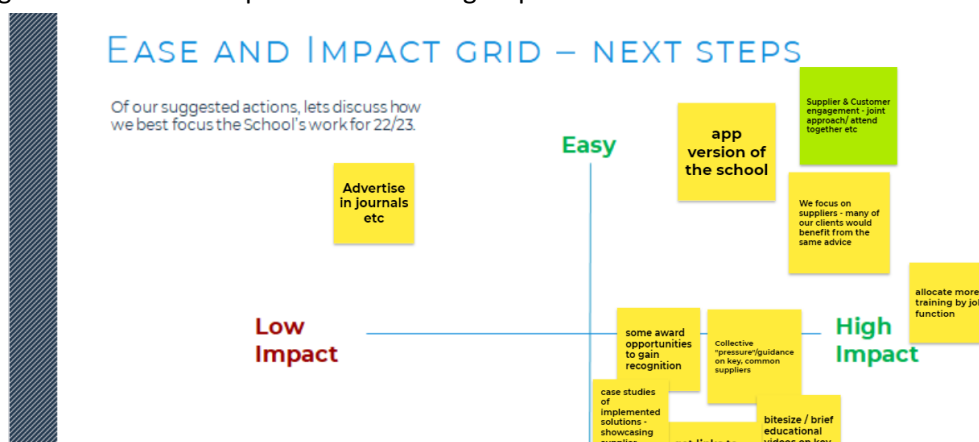 EASE AND IMPACT GRID – NEXT STEPS
Of our suggested actions, lets discuss how
we best focus the School's work for 22/23.
Easy
Supplier & Customer
engagement - joint
approach/ attend
together etc
app
version of
the school
Advertise
in journals
etc
We focus on
suppliers - many of
our clients would
benefit from the
same advice
allocate more
training by
function
Low
Impact
High
Impact
some award
opportunities
to gain
recognition
Collective
"pressure"/guidance
on key, common
suppliers
case studies
of
implemented
solutions -
showcasing
bitesize / brief
educational
videos on key